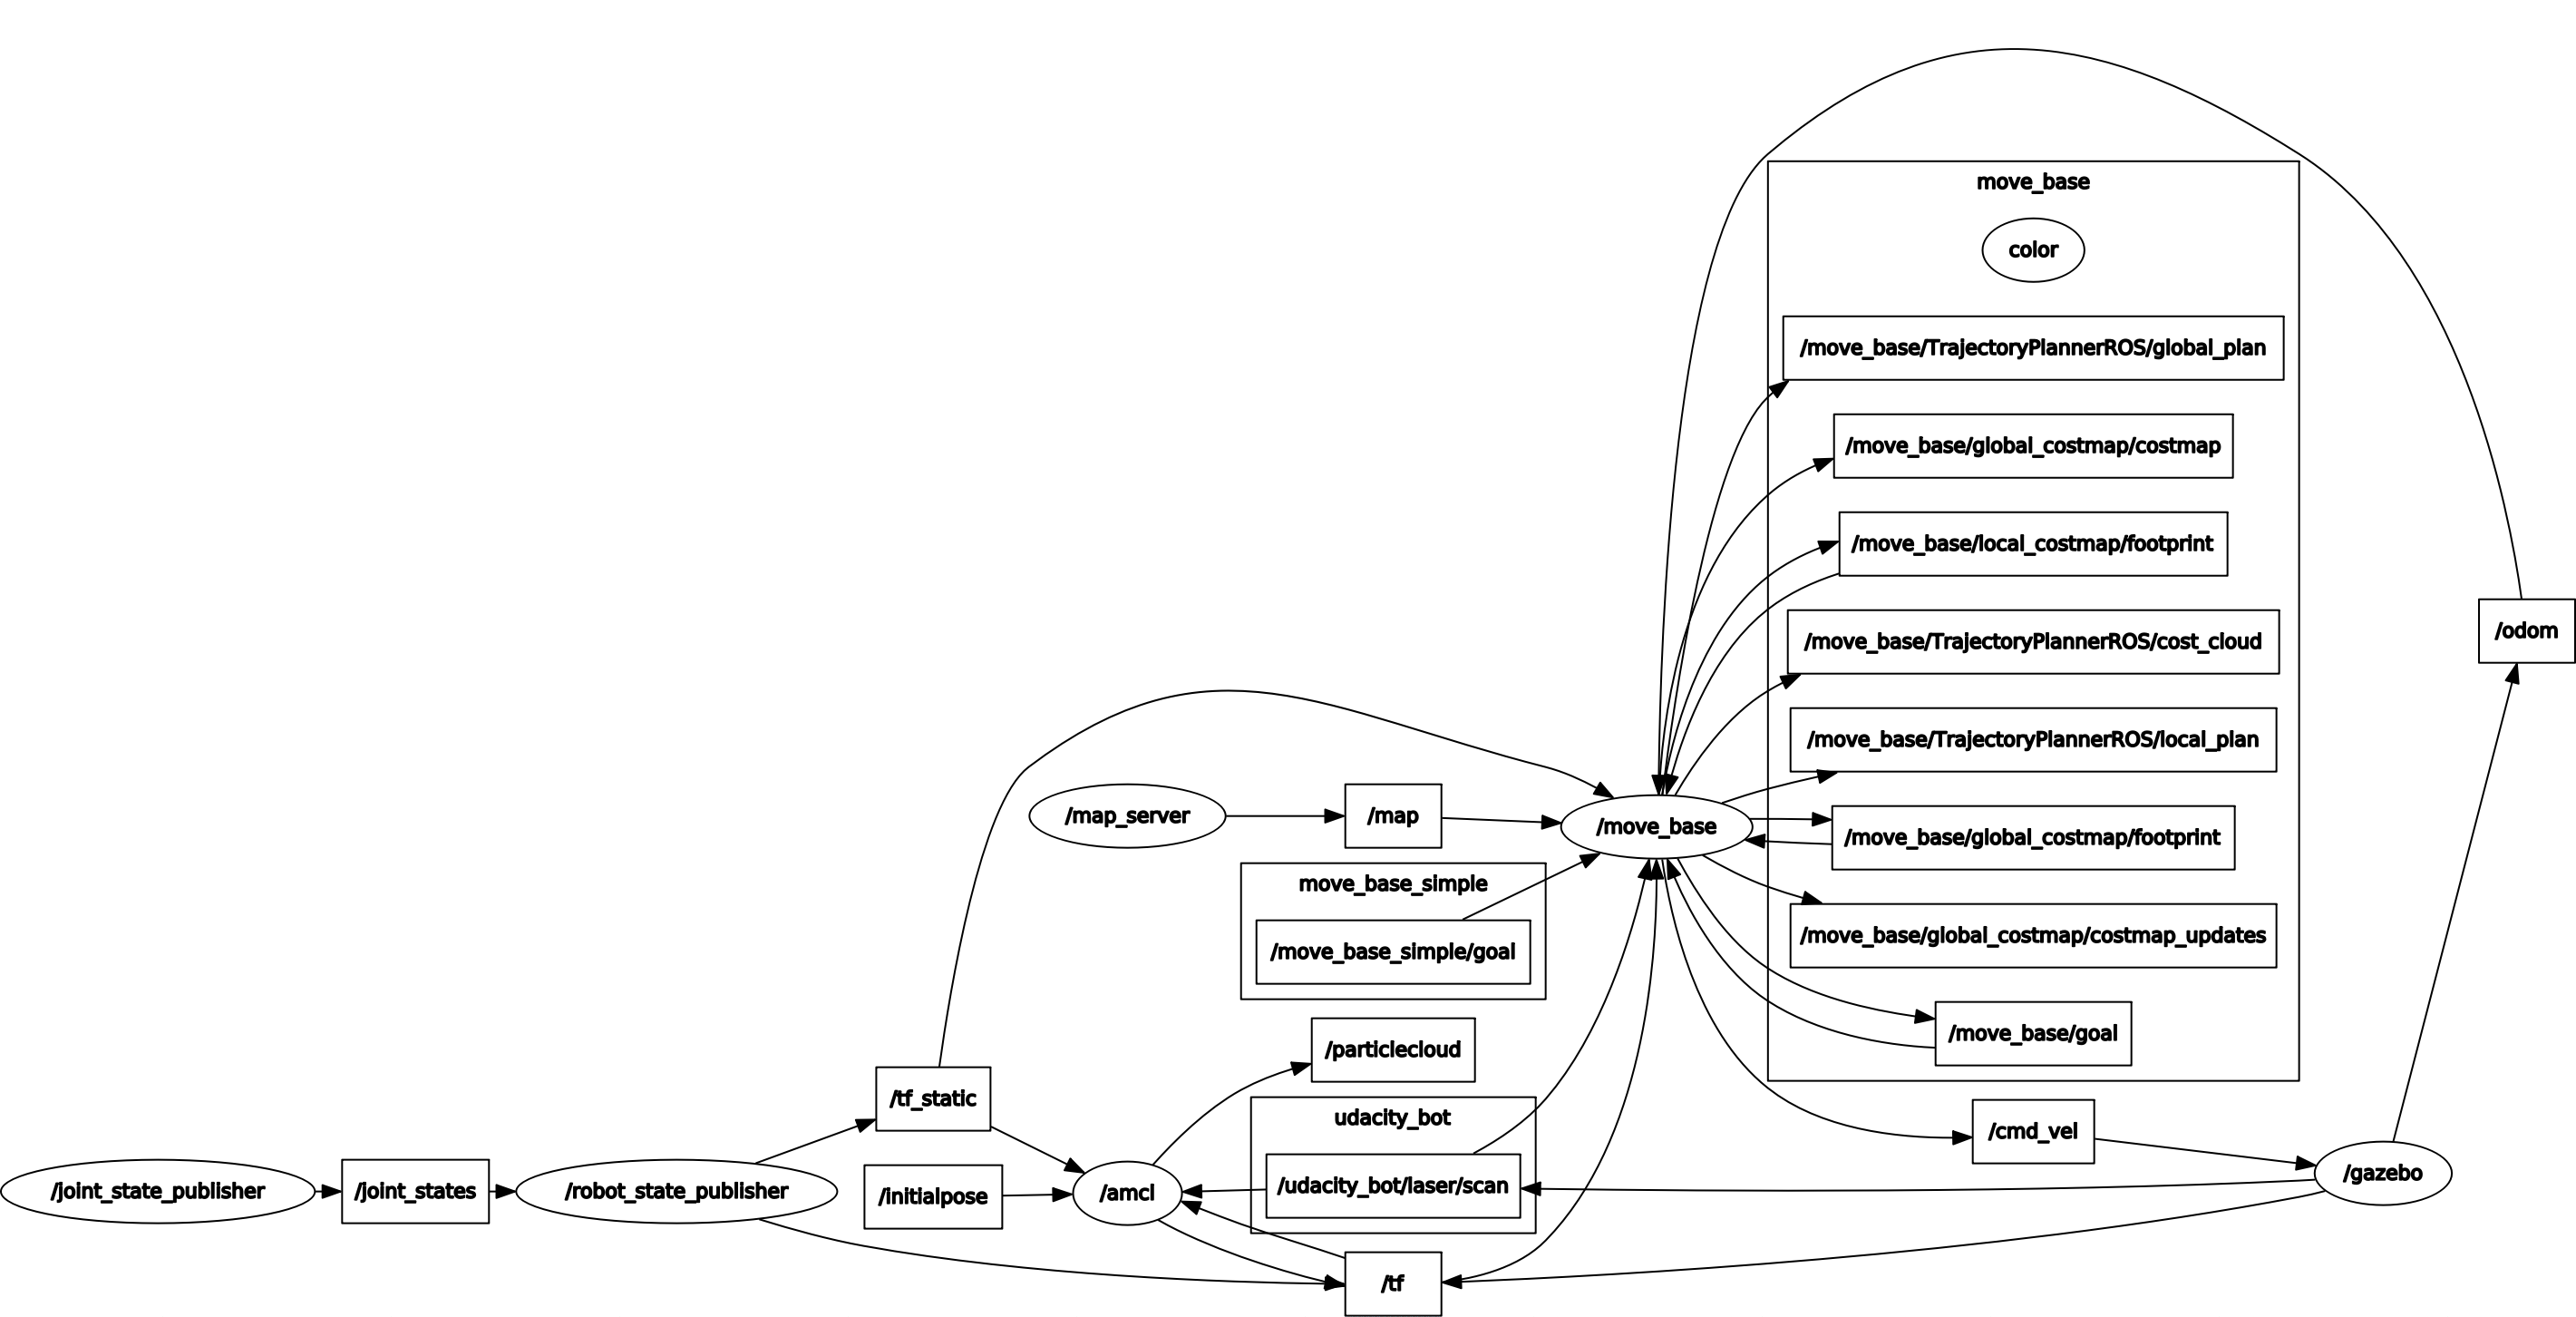 move_base
color
/move_base/TrajectoryPlannerROS/global_plan
/move_base/global_costmap/costmap
/move_base/local_costmap/footprint
/move_base/TrajectoryPlannerROS/cost_cloud
/odom
/move_base/TrajectoryPlannerROS/local_plan
/map_server
/map
/move_base
/move_base/global_costmap/footprint
move_base_simple
/move_base_simple/goal
/move_base/global_costmap/costmap_updates
/particlecloud
/move_base/goal
/tf_static
udacity_bot
/cmd_vel
/joint_state_publisher
/joint_states
/robot_state_publisher
/initialpose
/amcl
/udacity_bot/laser/scan
/gazebo
/tf